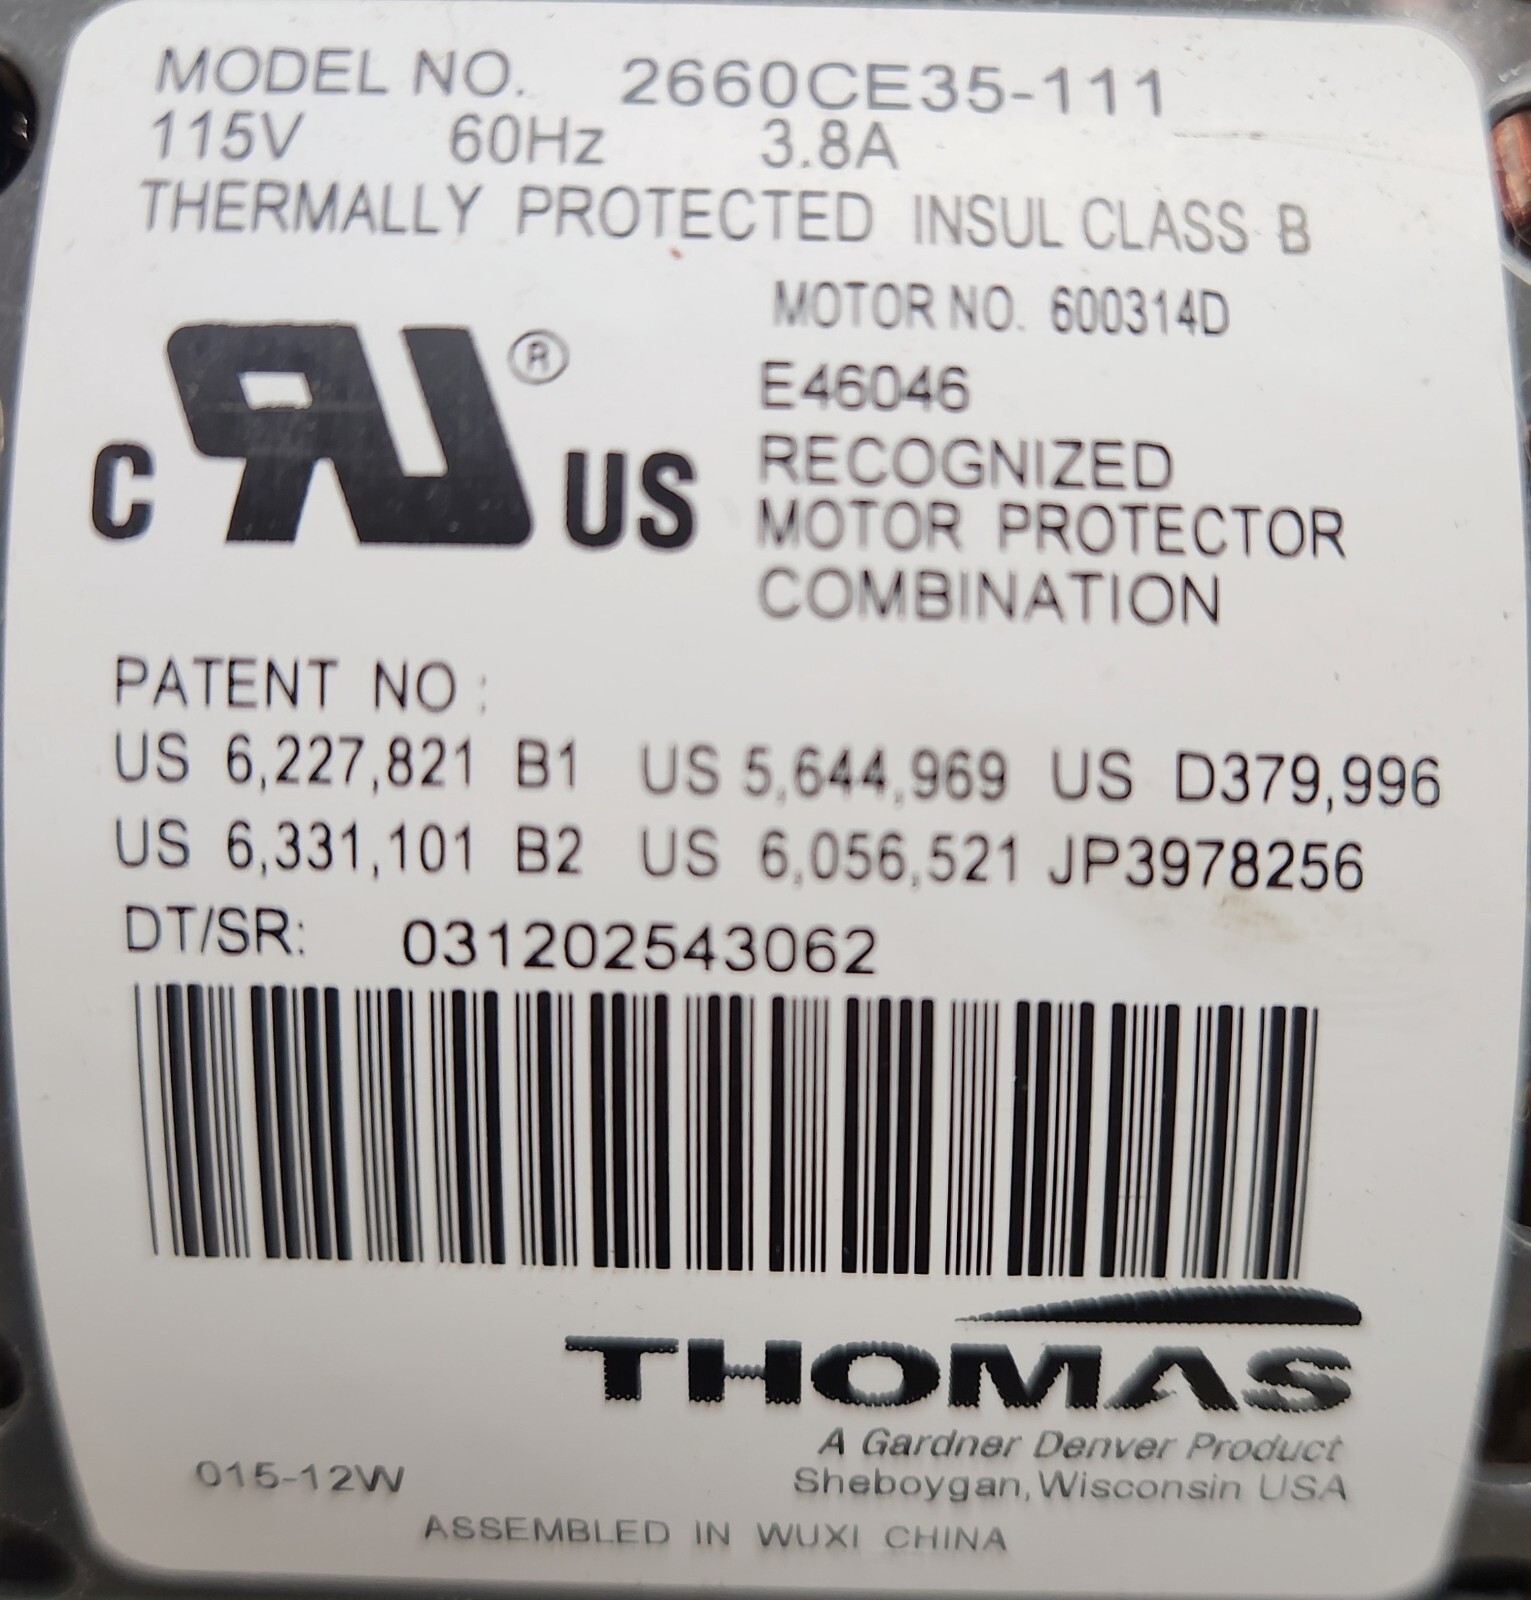 MODEL NO. 2660CE35-111
115V 60Hz 3.8A
THERMALLY PROTECTED INSUL CLASS B
MOTOR NO. 600314D
E46046
RECOGNIZED
MOTOR PROTECTOR
COMBINATION
C RU ® US
PATENT NO :
US 6,227,821 B1 US 5,644,969 US D379,996
US 6,331,101 B2 US 6,056,521 JP3978256
DT/SR: 031202543062
THOMAS
A Gardner Denver Product
Sheboygan, Wisconsin USA
015-12W
ASSEMBLED IN WUXI CHINA